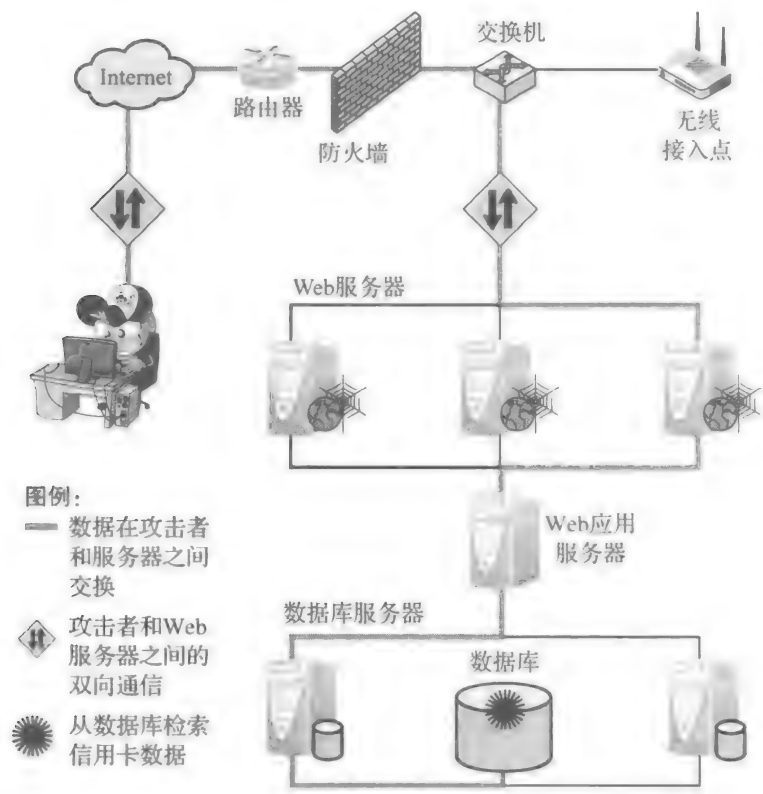 交换机
Internet
路由器
防火墙
无线
接入点
Web服务器
图例：
数据在攻击者
和服务器之间
交换
攻击者和Web
服务器之间的
双向通信
从数据库检索
信用卡数据
Web应用
服务器
数据库服务器
数据库